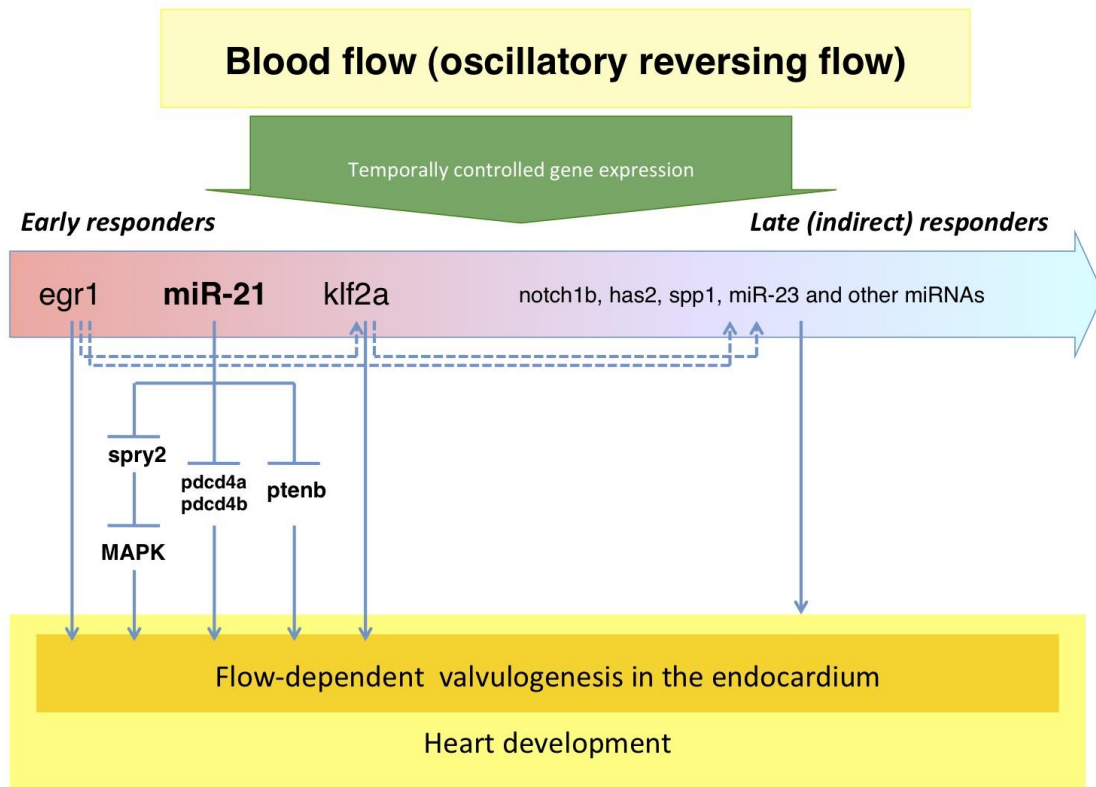 Blood flow (oscillatory reversing flow)
Temporally controlled gene expression
Early responders
Late (indirect) responders
egr1
miR-21
klf2a
notch1b, has2, spp1, miR-23 and other miRNAs
spry2
pdcd4a
pdcd4b
ptenb
MAPK
Flow-dependent valvulogenesis in the endocardium
Heart development